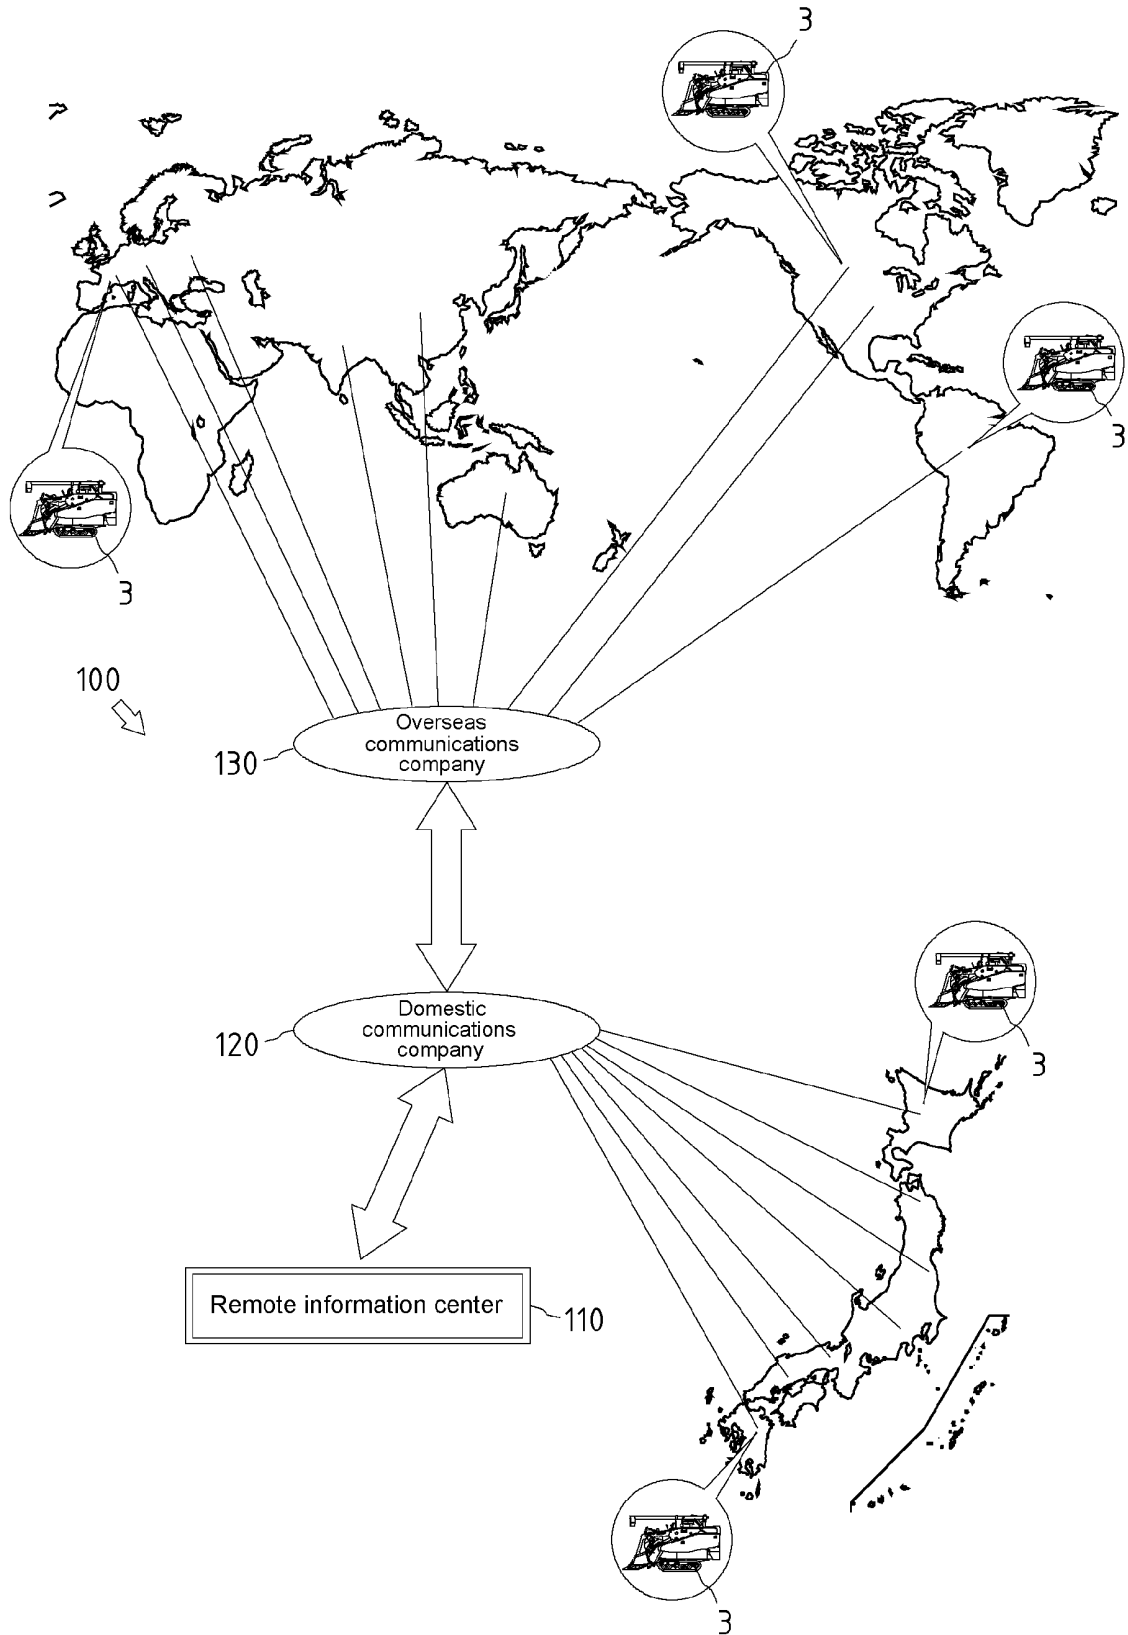 3
3
3
100
Overseas
communications
company
130
Domestic
communications
company
120
3
Remote information center
110
3